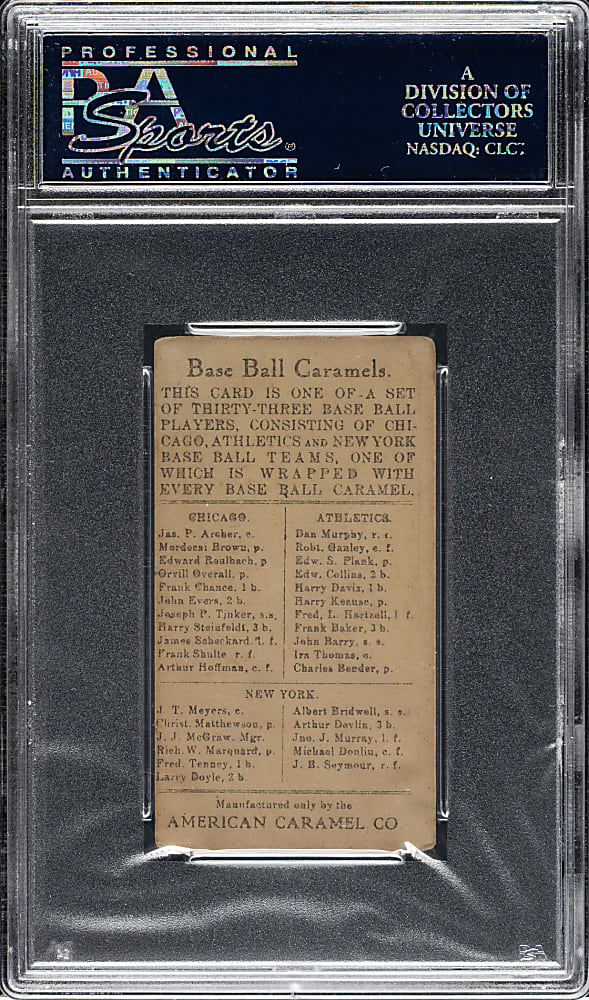 PROFESSIONAL
PSA
Sports®
AUTHENTICATOR
A
DIVISION OF
COLLECTORS
UNIVERSE
NASDAQ: CLCT
Base Ball Caramels.
THIS CARD IS ONE OF A SET
OF THIRTY-THREE BASE BALL
PLAYERS, CONSISTING OF CHI-
CAGO, ATHLETICS AND NEW YORK
BASE BALL TEAMS, ONE OF
WHICH IS WRAPPED WITH
EVERY BASE BALL CARAMEL.
CHICAGO.
Jas. P. Archer, c.
Mordecai Brown, p.
Edward Reulbach, p
Orvill Overall, p.
Frank Chance, 1 b.
John Evers, 2 b.
Joseph P. Tinker, s.s.
Harry Steinfeldt, 3 b.
James Scheckard, l. f.
Frank Shulte r. f.
Arthur Hoffman, c. f.
ATHLETICS.
Dan Murphy, r. f.
Robt. Ganley, c. f.
Edw. S. Plank, p.
Edw. Collins, 2 b.
Harry Davis, 1 b.
Harry Krause, p.
Fred. L. Hartzell, l f.
Frank Baker, 3 b.
John Barry, s. s.
Ira Thomas, c.
Charles Bender, p.
NEW YORK.
J. T. Meyers, c.
Christ. Matthewson, p.
J. J. McGraw, Mgr.
Rich. W. Marquard, p.
Fred. Tenney, 1 b.
Larry Doyle, 2 b.
Albert Bridwell, s. s.
Arthur Devlin, 3 b.
Jno. J. Murray, l. f.
Michael Donlin, c. f.
J. B. Seymour, r. f.
Manufactured only by the
AMERICAN CARAMEL CO